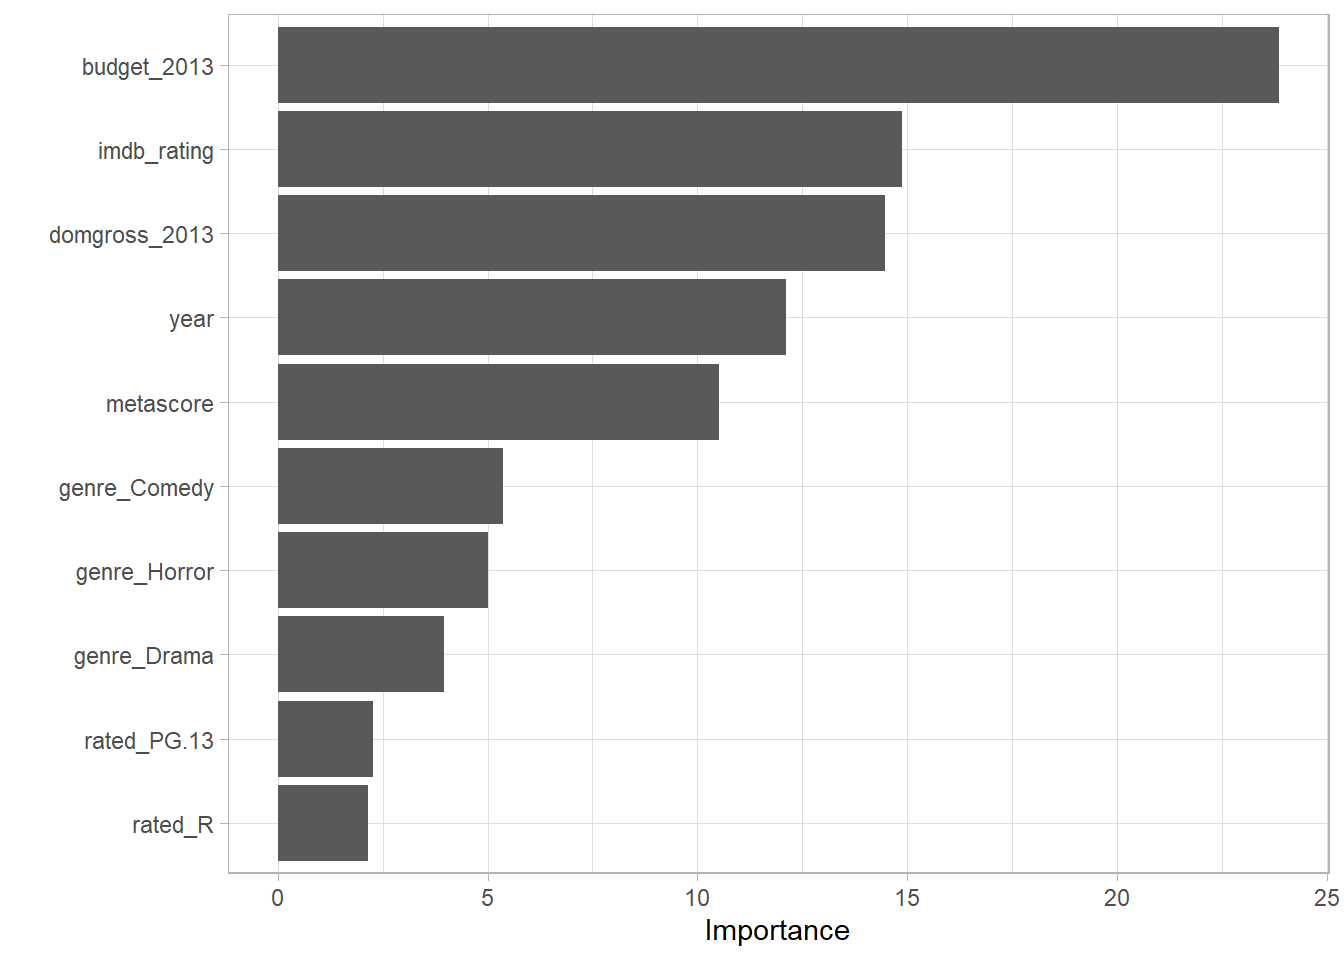 budget_2013
imdb_rating
domgross_2013
year
metascore
genre_Comedy
genre_Horror
genre_Drama
rated_PG.13
rated_R
0 5 10 15 20 25
Importance